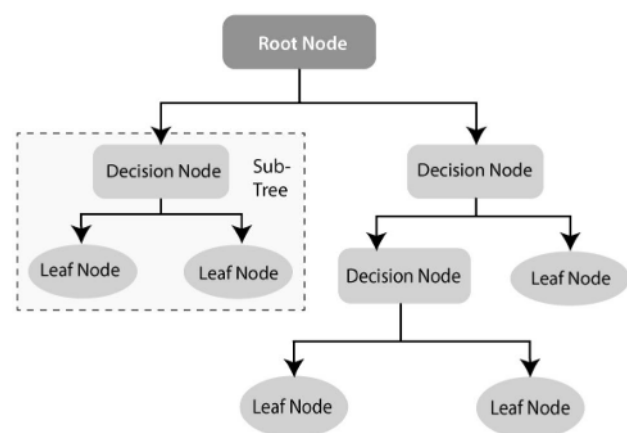 Root Node
Decision Node
Sub-
Tree
Decision Node
Leaf Node
Leaf Node
Decision Node
Leaf Node
Leaf Node
Leaf Node